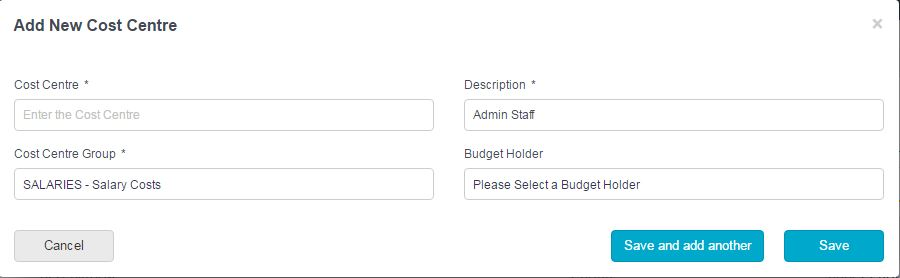 Add New Cost Centre ×
Cost Centre * Description *
Enter the Cost Centre Admin Staff
Cost Centre Group * Budget Holder
SALARIES - Salary Costs Please Select a Budget Holder
Cancel Save and add another Save